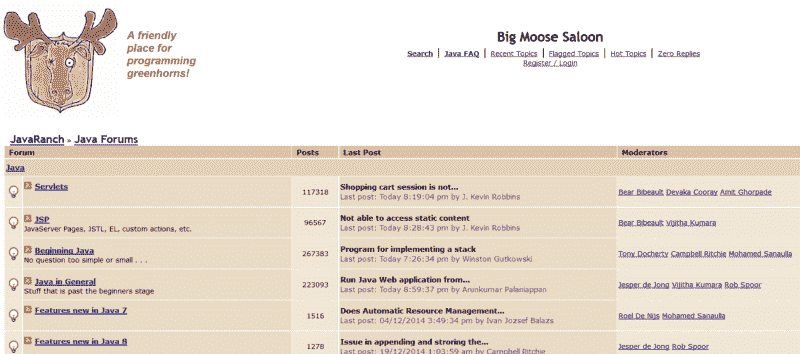 A friendly
place for
programming
greenhorns!
Big Moose Saloon
Search | Java FAQ | Recent Topics | Flagged Topics | Hot Topics | Zero Replies
Register / Login
JavaRanch » Java Forums
Forum Posts Last Post Moderators
Java
Servlets 117318 Shopping cart session is not... Bear Bibeault Devaka Cooray Amit Ghorpade
Last post: Today 8:19:04 pm by J. Kevin Robbins
JSP 96567 Not able to access static content Bear Bibeault Vijitha Kumara
JavaServer Pages, JSTL, EL, custom actions, etc. Last post: Today 8:28:43 pm by J. Kevin Robbins
Beginning Java 267383 Program for implementing a stack Tony Docherty Campbell Ritchie Mohamed Sanaulla
No question too simple or small . . . Last post: Today 7:26:34 pm by Winston Gutkowski
Java in General 223093 Run Java Web application from... Jesper de Jong Vijitha Kumara Rob Spoor
Stuff that is past the beginners stage Last post: Today 8:59:37 pm by Arunkumar Palaniappan
Features new in Java 7 1516 Does Automatic Resource Management... Roel De Nijs Mohamed Sanaulla
Last post: 04/12/2014 3:49:34 pm by Ivan Jozsef Balazs
Features new in Java 8 1278 Issue in appending and stroring the... Jesper de Jong Rob Spoor
Last post: 19/12/2014 1:03:59 am by Campbell Ritchie